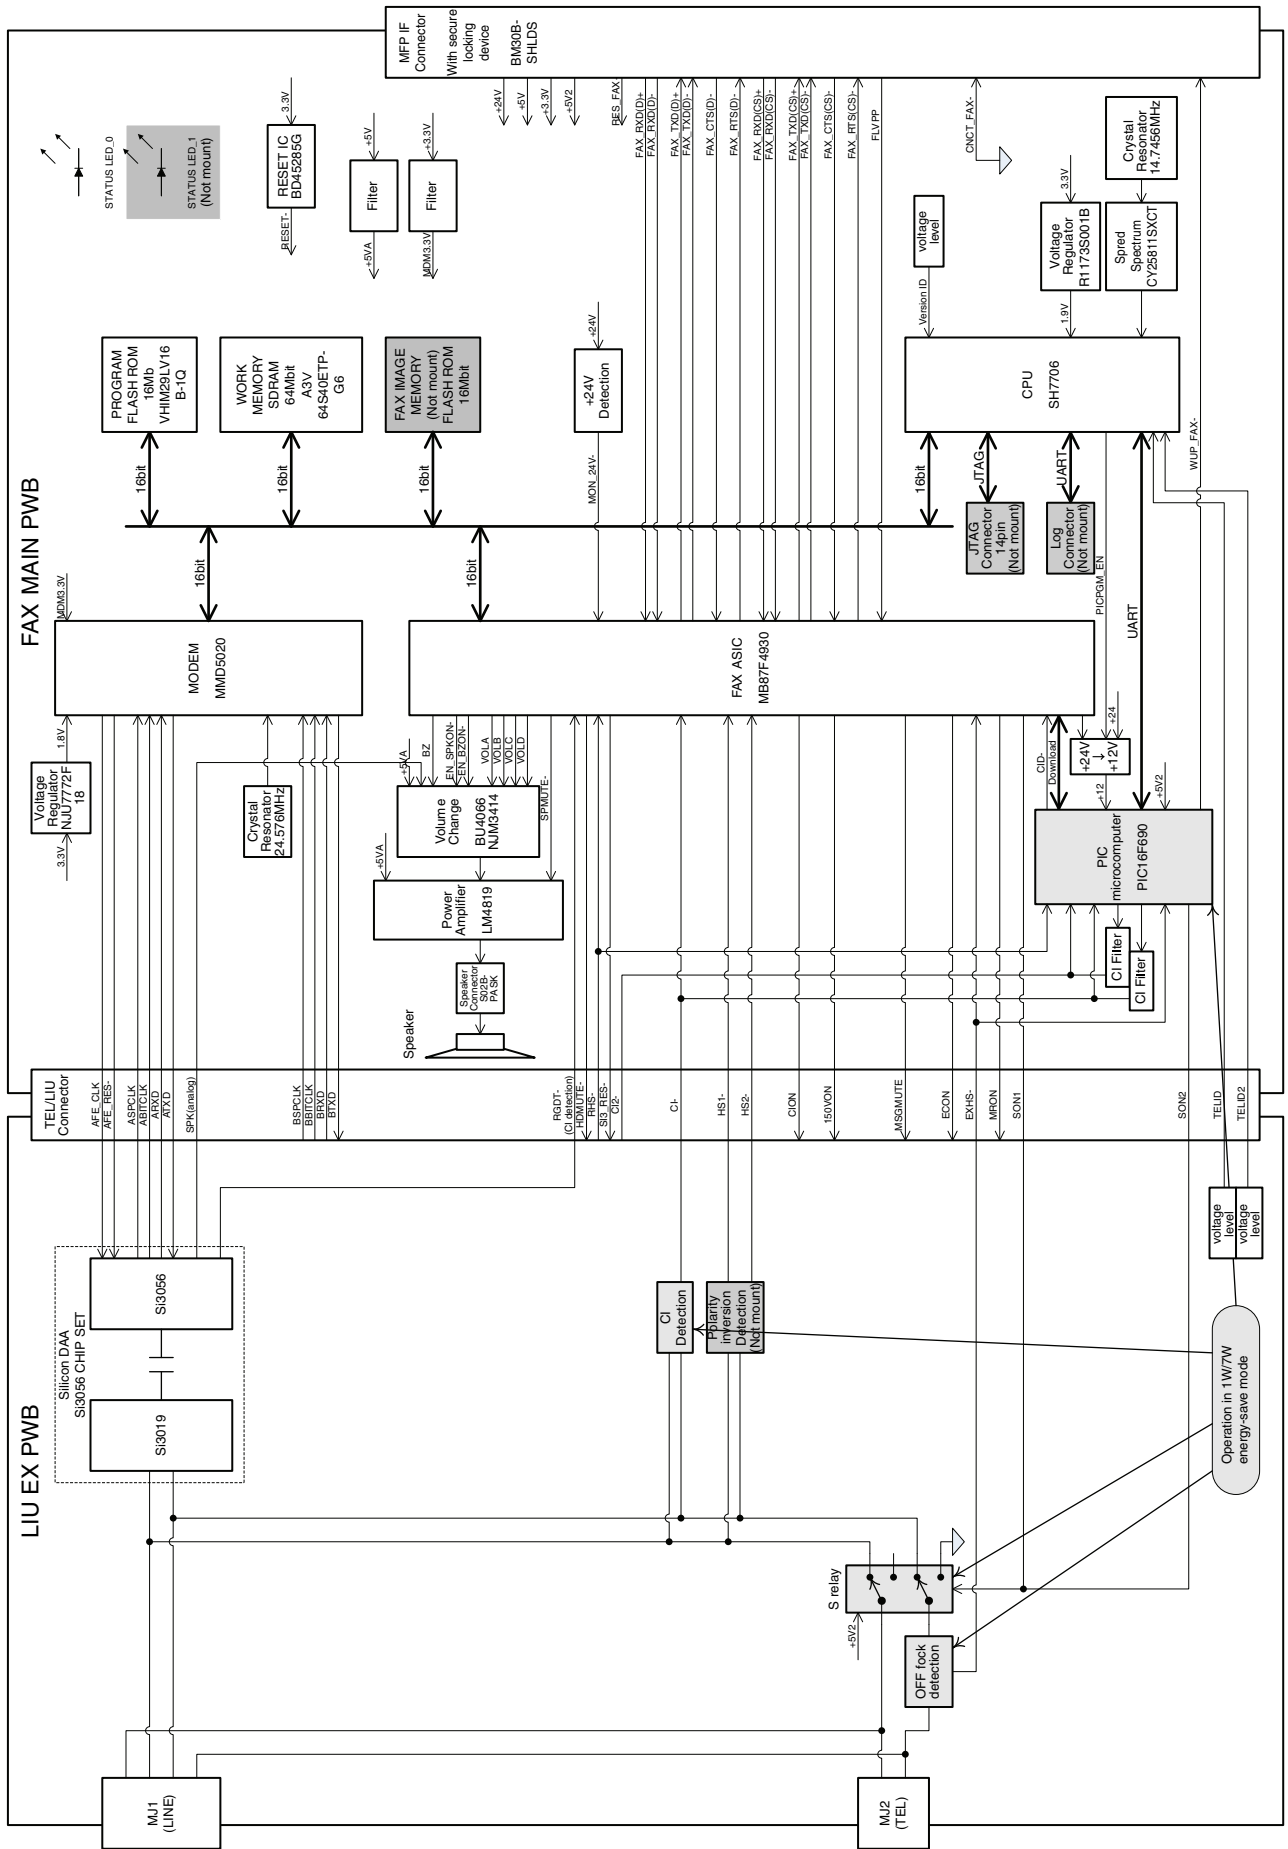 FAX MAIN PWB
LIU EX PWB
MFP IF
Connector
With secure
locking
device
BM30B-
SHLDS
+24V
+5V
+3.3V
+5V2
RES_FAX
FAX_RXD(D)+
FAX_RXD(D)-
FAX_TXD(D)+
FAX_TXD(D)-
FAX_CTS(D)-
FAX_RTS(D)-
FAX_RXD(CS)+
FAX_RXD(CS)-
FAX_TXD(CS)+
FAX_TXD(CS)-
FAX_CTS(CS)-
FAX_RTS(CS)-
FLVPP
CNCT_FAX-
WUP_FAX-
STATUS LED_0
STATUS LED_1
(Not mount)
3.3V
RESET IC
BD45285G
RESET-
+5V
Filter
+5VA
+3.3V
Filter
MDM3.3V
voltage
level
Version ID
3.3V
Voltage
Regulator
R1173S001B
1.9V
Crystal
Resonator
14.7456MHz
Spred
Spectrum
CY25811SXCT
PROGRAM
FLASH ROM
16Mb
VHIM29LV16
B-1Q
16bit
WORK
MEMORY
SDRAM
64Mbit
A3V
64S40ETP-
G6
16bit
FAX IMAGE
MEMORY
(Not mount)
FLASH ROM
16Mbit
16bit
+24V
+24V
Detection
MON_24V-
CPU
SH7706
16bit
JTAG
UART
JTAG
Connector
14pin
(Not mount)
Log
Connector
(Not mount)
PICPGM_EN
UART
16bit
16bit
MDM3.3V
MODEM
MMD5020
FAX ASIC
MB87F4930
1.8V
Voltage
Regulator
NJU7772F
18
3.3V
Crystal
Resonator
24.576MHz
+5VA
BZ
EN_SPKON-
EN_BZON-
VOLA
VOLB
VOLC
VOLD
SPMUTE-
Volume
Change
BU4066
NJM3414
+5VA
Power
Amplifier
LM4819
Speaker
Connector
S02B-
PASK
Speaker
CID-
Download
+24
+24V
↓
+12V
+12
+5V2
PIC
microcomputer
PIC16F690
CI Filter
CI Filter
TEL/LIU
Connector
AFE_CLK
AFE_RES-
ASPCLK
ABITCLK
ARXD
ATXD
SPK(analog)
BSPCLK
BBITCLK
BRXD
BTXD
RGDT-
(CI detection)
HDMUTE-
RHS-
SI3_RES-
CI2-
CI-
HS1-
HS2-
CION
150VON
MSGMUTE
ECON
EXHS-
MRON
SON1
SON2
TELID
TELID2
Silicon DAA
Si3056 CHIP SET
Si3056
Si3019
CI
Detection
Polarity
inversion
Detection
(Not mount)
voltage
level
voltage
level
Operation in 1W/7W
energy-save mode
S relay
+5V2
OFF fock
detection
MJ1
(LINE)
MJ2
(TEL)